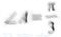 ∠A = π/3